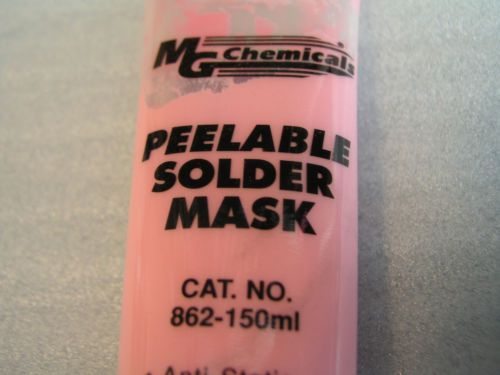 MG Chemicals
PEELABLE
SOLDER
MASK
CAT. NO.
862-150ml
• Anti Static